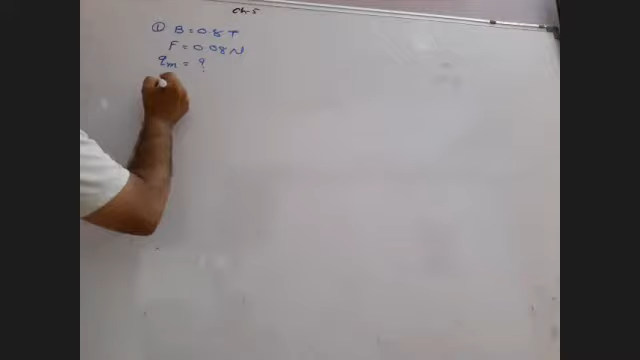 Ch-5
① B = 0.8 T
F = 0.08 N
qm = ?